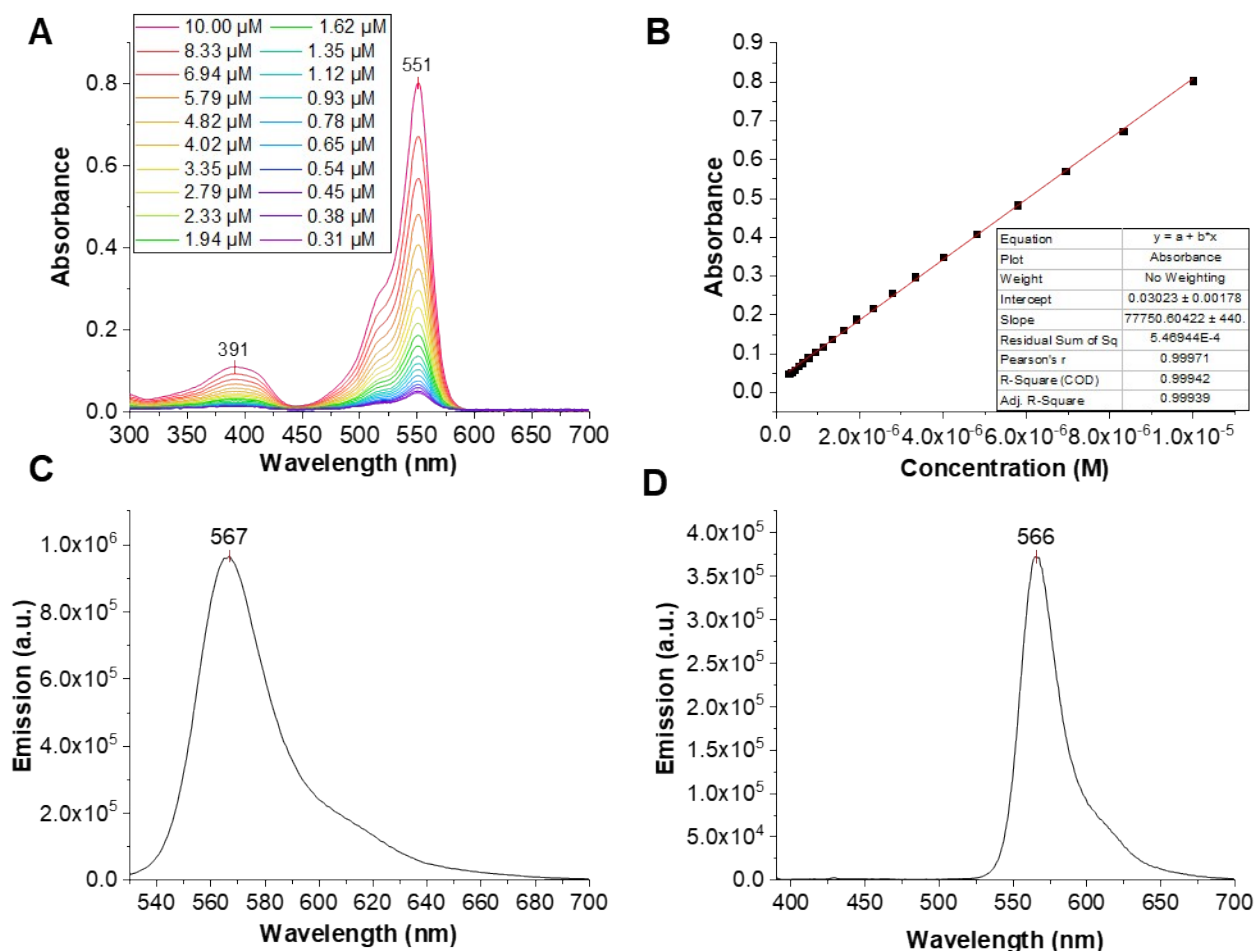 A
10.00 µM 1.62 µM
8.33 µM 1.35 µM
6.94 µM 1.12 µM
5.79 µM 0.93 µM
4.82 µM 0.78 µM
4.02 µM 0.65 µM
3.35 µM 0.54 µM
2.79 µM 0.45 µM
2.33 µM 0.38 µM
1.94 µM 0.31 µM
551
391
0.8
0.6
0.4
0.2
0.0
Absorbance
300 350 400 450 500 550 600 650 700
Wavelength (nm)
B
0.9
0.8
0.7
0.6
0.5
0.4
0.3
0.2
0.1
0.0
Absorbance
Equation y = a + b*x
Plot Absorbance
Weight No Weighting
Intercept 0.03023 ± 0.00178
Slope 77750.60422 ± 440.
Residual Sum of Sq 5.46944E-4
Pearson's r 0.99971
R-Square (COD) 0.99942
Adj. R-Square 0.99939
0.0 2.0x10⁻⁶ 4.0x10⁻⁶ 6.0x10⁻⁶ 8.0x10⁻⁶ 1.0x10⁻⁵
Concentration (M)
C
567
1.0x10⁶
8.0x10⁵
6.0x10⁵
4.0x10⁵
2.0x10⁵
0.0
Emission (a.u.)
540 560 580 600 620 640 660 680 700
Wavelength (nm)
D
566
4.0x10⁵
3.5x10⁵
3.0x10⁵
2.5x10⁵
2.0x10⁵
1.5x10⁵
1.0x10⁵
5.0x10⁴
0.0
Emission (a.u.)
400 450 500 550 600 650 700
Wavelength (nm)